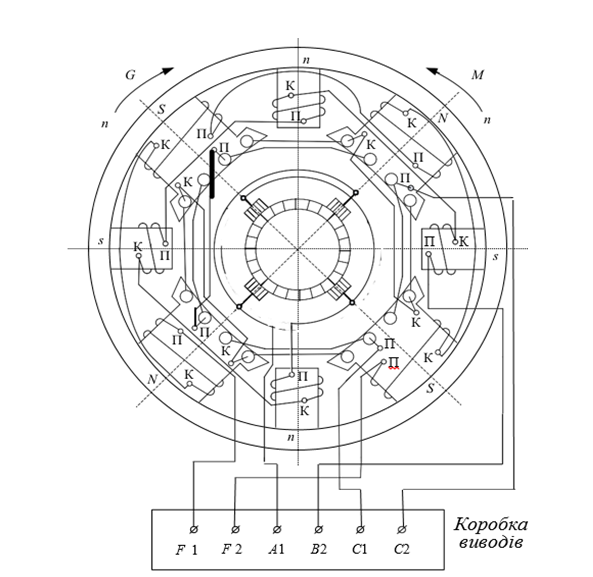 n
G M
S К
n П К N n
П К
К П П
К К П
s К П П К s
П К
П К П К
К П П
N К S
n
Коробка
виводів
F 1 F 2 A1 B2 C1 C2